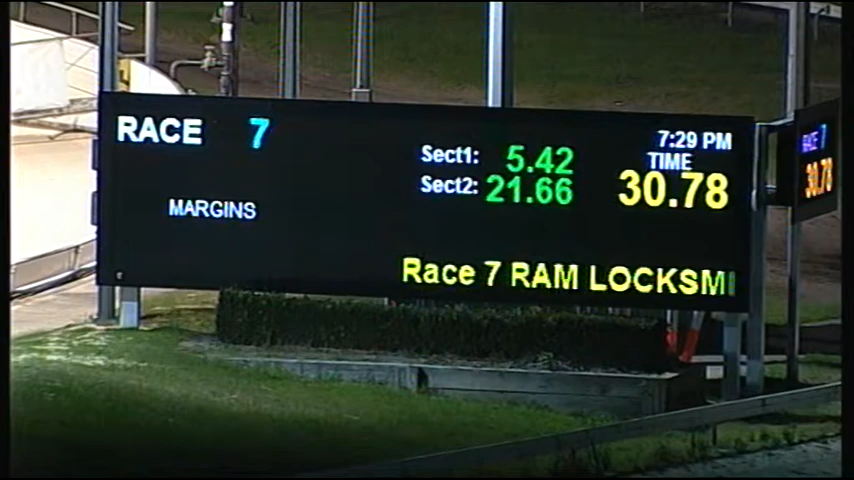 RACE 7
7:29 PM
Sect1: 5.42
TIME
Sect2: 21.66
30.78
MARGINS
Race 7 RAM LOCKSMI
RACE 7
30.78